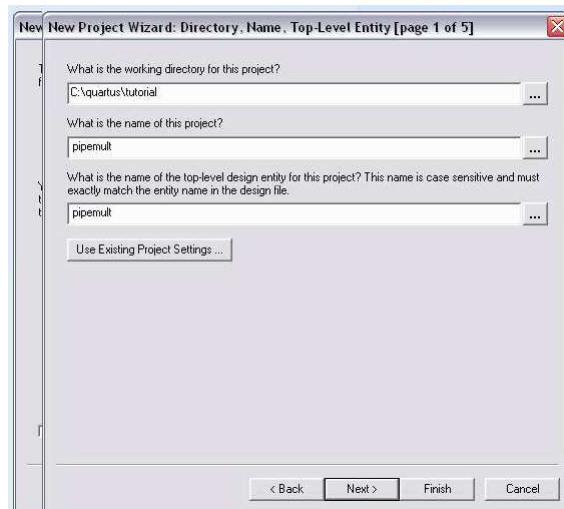 New
New Project Wizard: Directory, Name, Top-Level Entity [page 1 of 5]
What is the working directory for this project?
C:\quartus\tutorial
...
What is the name of this project?
pipemult
...
What is the name of the top-level design entity for this project? This name is case sensitive and must
exactly match the entity name in the design file.
pipemult
...
Use Existing Project Settings ...
< Back
Next >
Finish
Cancel